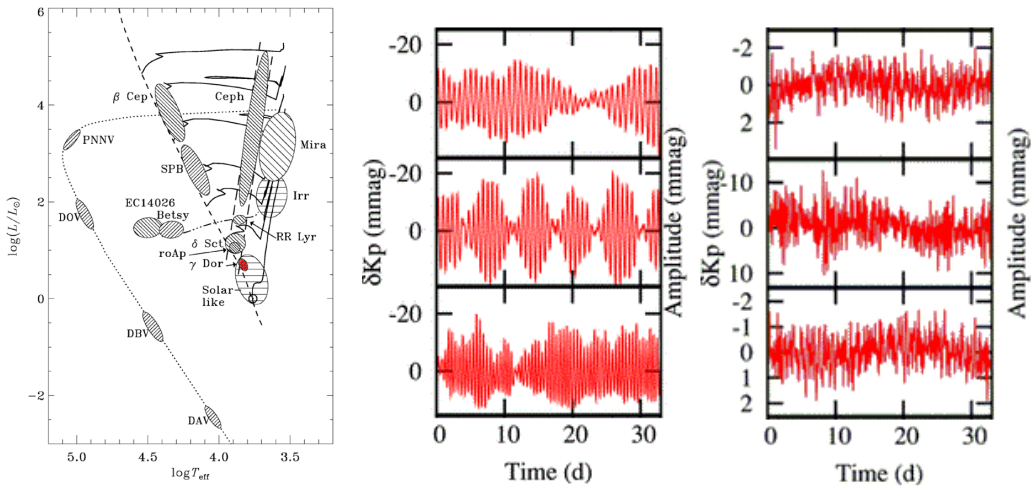 6
4
2
0
−2
log(L/L⊙)
5.0
4.5
4.0
3.5
log Teff
β Cep
Ceph
PNNV
Mira
SPB
Irr
EC14026
Betsy
DOV
RR Lyr
δ Sct
roAp
γ Dor
Solar
like
DBV
DAV
-20
0
-20
0
-20
0
δKp (mmag)
Amplitude (mmag)
0
10
20
30
Time (d)
-2
0
2
10
0
10
-2
-1
0
1
2
δKp (mmag)
Amplitude (mmag)
0
10
20
30
Time (d)